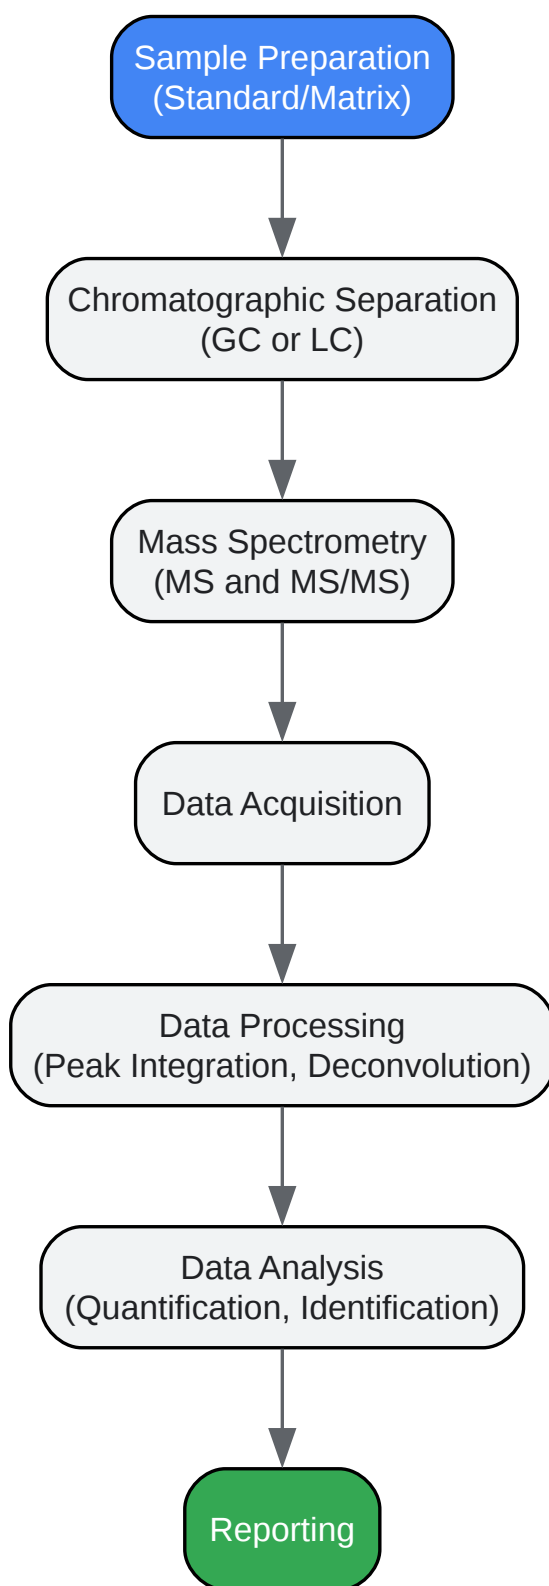 Sample Preparation
(Standard/Matrix)
Chromatographic Separation
(GC or LC)
Mass Spectrometry
(MS and MS/MS)
Data Acquisition
Data Processing
(Peak Integration, Deconvolution)
Data Analysis
(Quantification, Identification)
Reporting